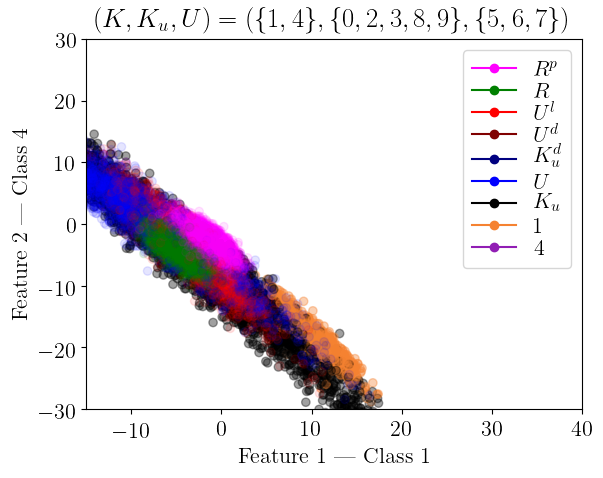 (K, K_u, U) = ({1, 4}, {0, 2, 3, 8, 9}, {5, 6, 7})
30
20
10
0
−10
−20
−30
Feature 2 — Class 4
R^p
R
U^l
U^d
K_u^d
U
K_u
1
4
−10
0
10
20
30
40
Feature 1 — Class 1